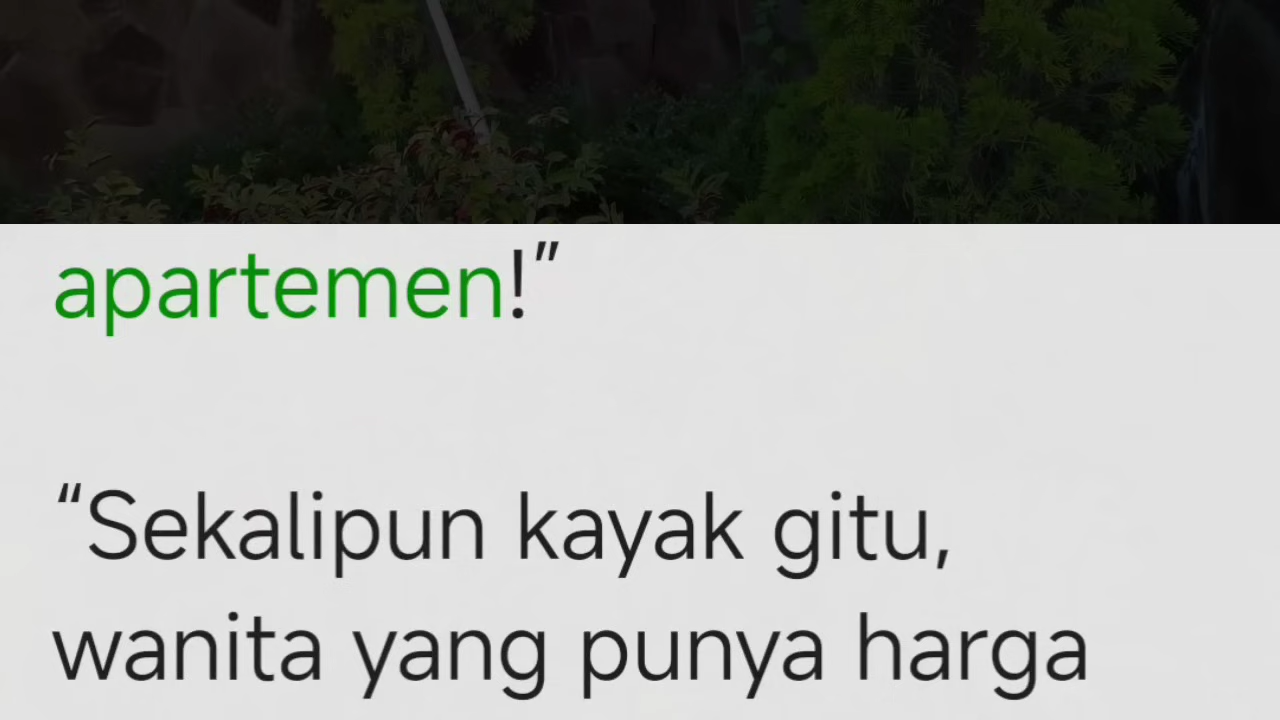 apartemen!”
“Sekalipun kayak gitu,
wanita yang punya harga